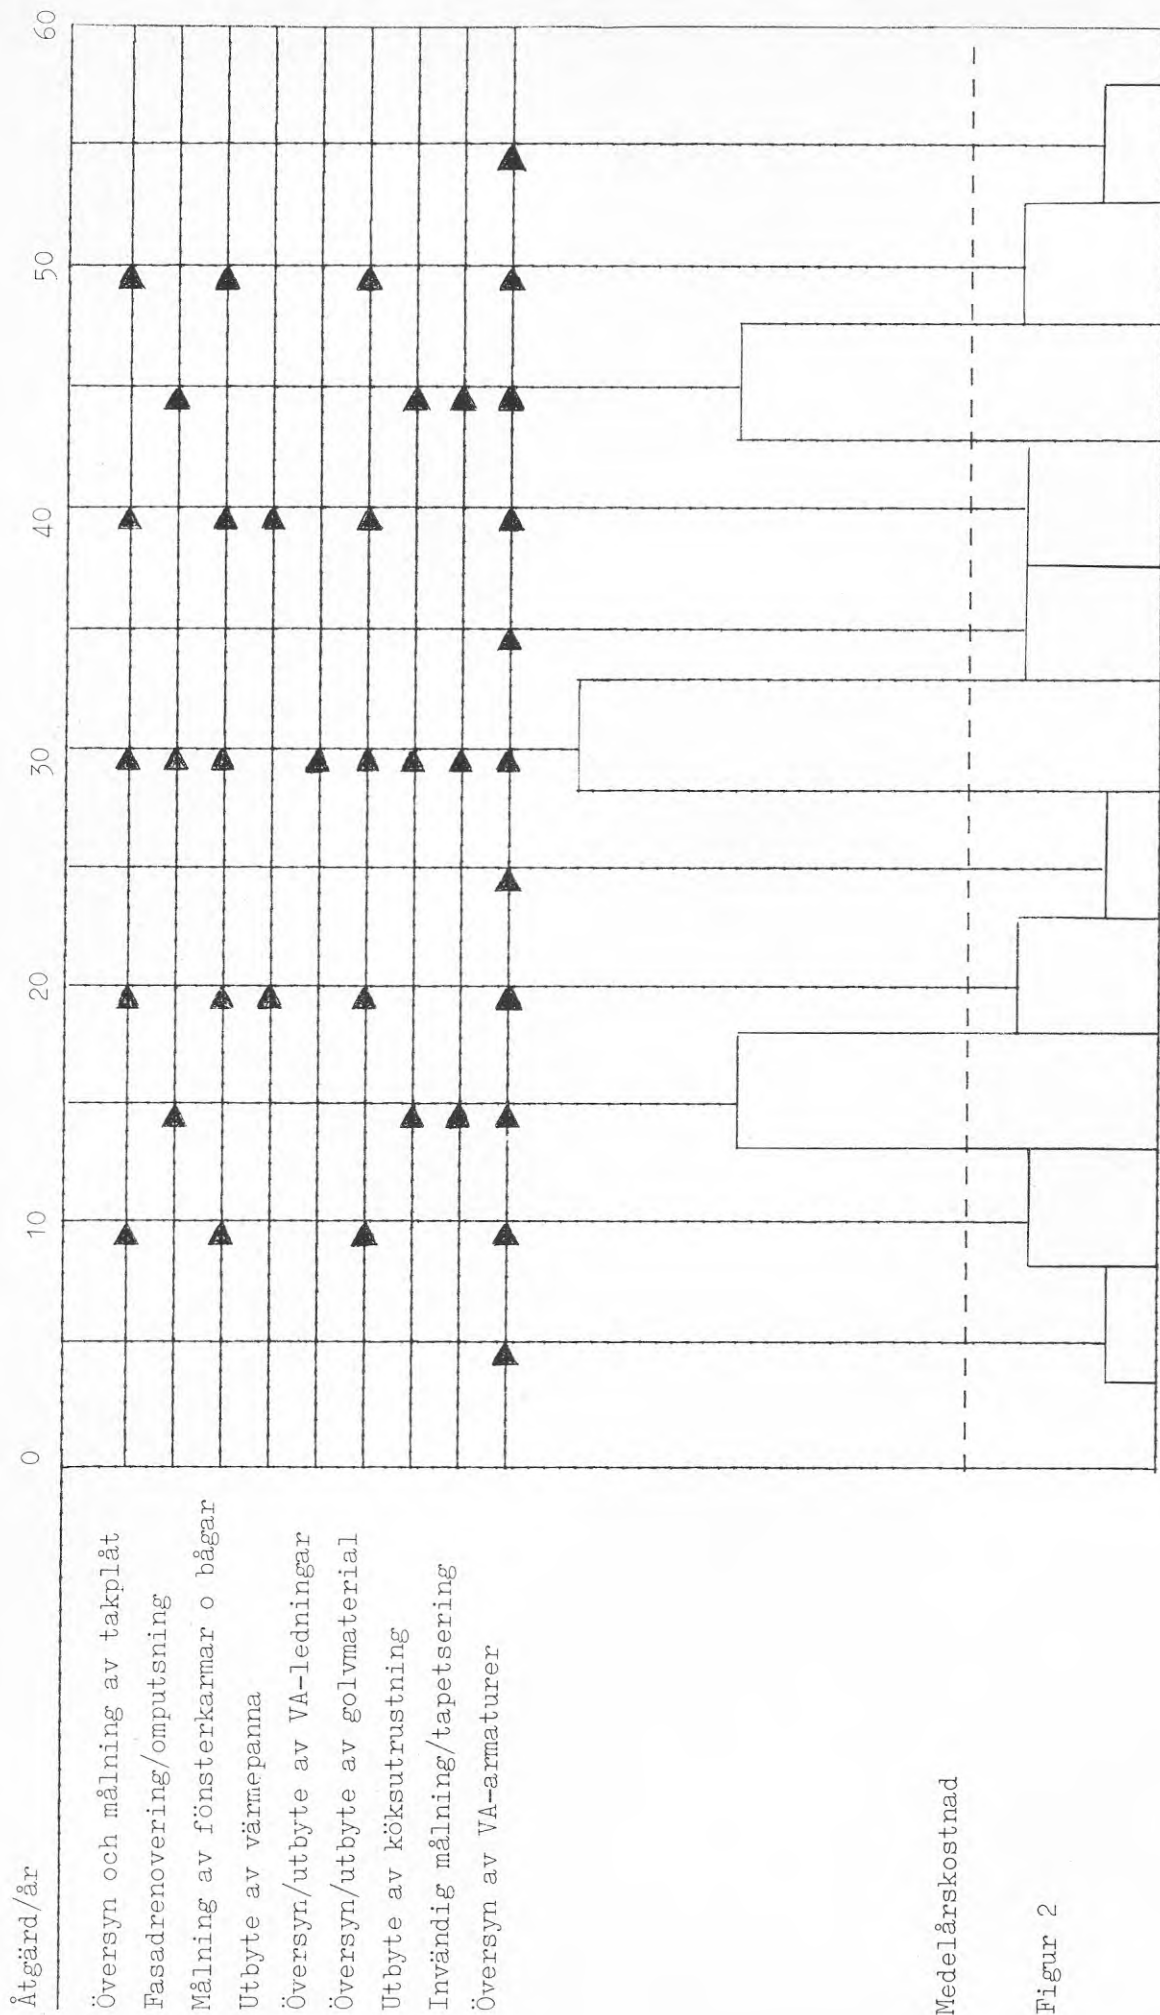 Åtgärd/år
0 10 20 30 40 50 60
Översyn och målning av takplåt
Fasadrenovering/omputsning
Målning av fönsterkarmar o bågar
Utbyte av värmepanna
Översyn/utbyte av VA-ledningar
Översyn/utbyte av golvmaterial
Utbyte av köksutrustning
Invändig målning/tapetsering
Översyn av VA-armaturer
Medelårskostnad
Figur 2